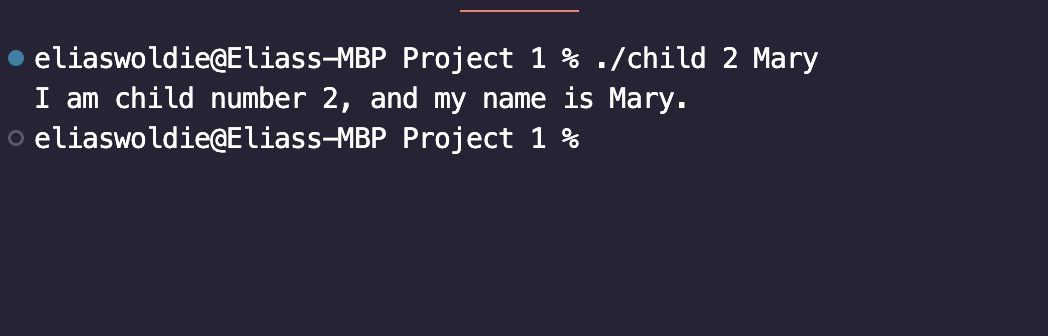 eliaswoldie@Eliass-MBP Project 1 % ./child 2 Mary
I am child number 2, and my name is Mary.
eliaswoldie@Eliass-MBP Project 1 %